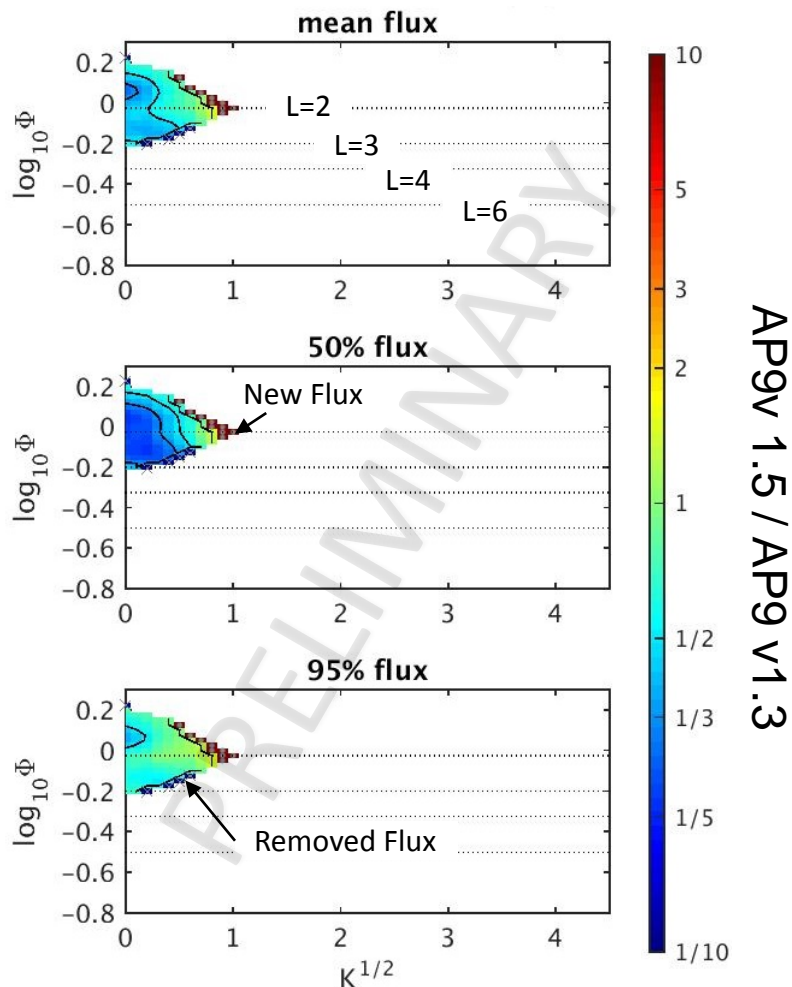 mean flux
log10Φ
0.2
0
−0.2
−0.4
−0.6
−0.8
L=2
L=3
L=4
L=6
0 1 2 3 4
50% flux
log10Φ
0.2
0
−0.2
−0.4
−0.6
−0.8
New Flux
0 1 2 3 4
95% flux
log10Φ
0.2
0
−0.2
−0.4
−0.6
−0.8
Removed Flux
0 1 2 3 4
K1/2
PRELIMINARY
10
5
3
2
1
1/2
1/3
1/5
1/10
AP9v 1.5 / AP9 v1.3